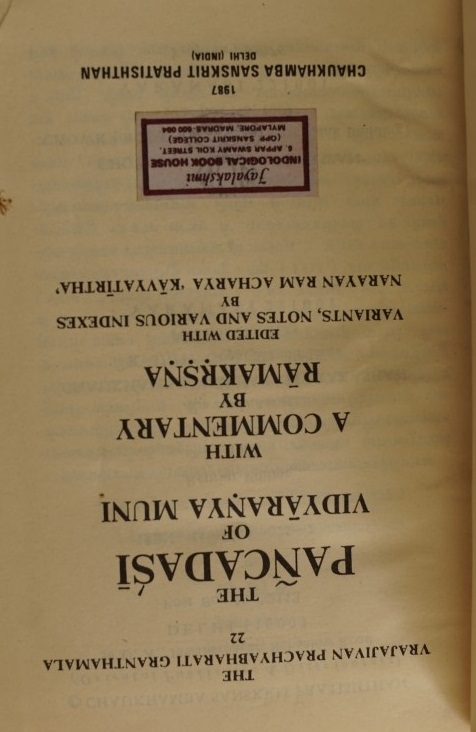 THE
VRAJAJIVAN PRACHYABHARATI GRANTHAMALA
22
THE
PAÑCADAŚĪ
OF
VIDYĀRAṆYA MUNI
WITH
A COMMENTARY
BY
RĀMAKṚṢṆA
EDITED WITH
VARIANTS, NOTES AND VARIOUS INDEXES
BY
NARAYAN RAM ACHARYA 'KĀVYATĪRTHA'
Jayalakshmi
INDOLOGICAL BOOK HOUSE
6, APPAR SWAMY KOIL STREET,
(OPP. SANSKRIT COLLEGE)
MYLAPORE, MADRAS-600 004
1987
CHAUKHAMBA SANSKRIT PRATISHTHAN
DELHI (INDIA)